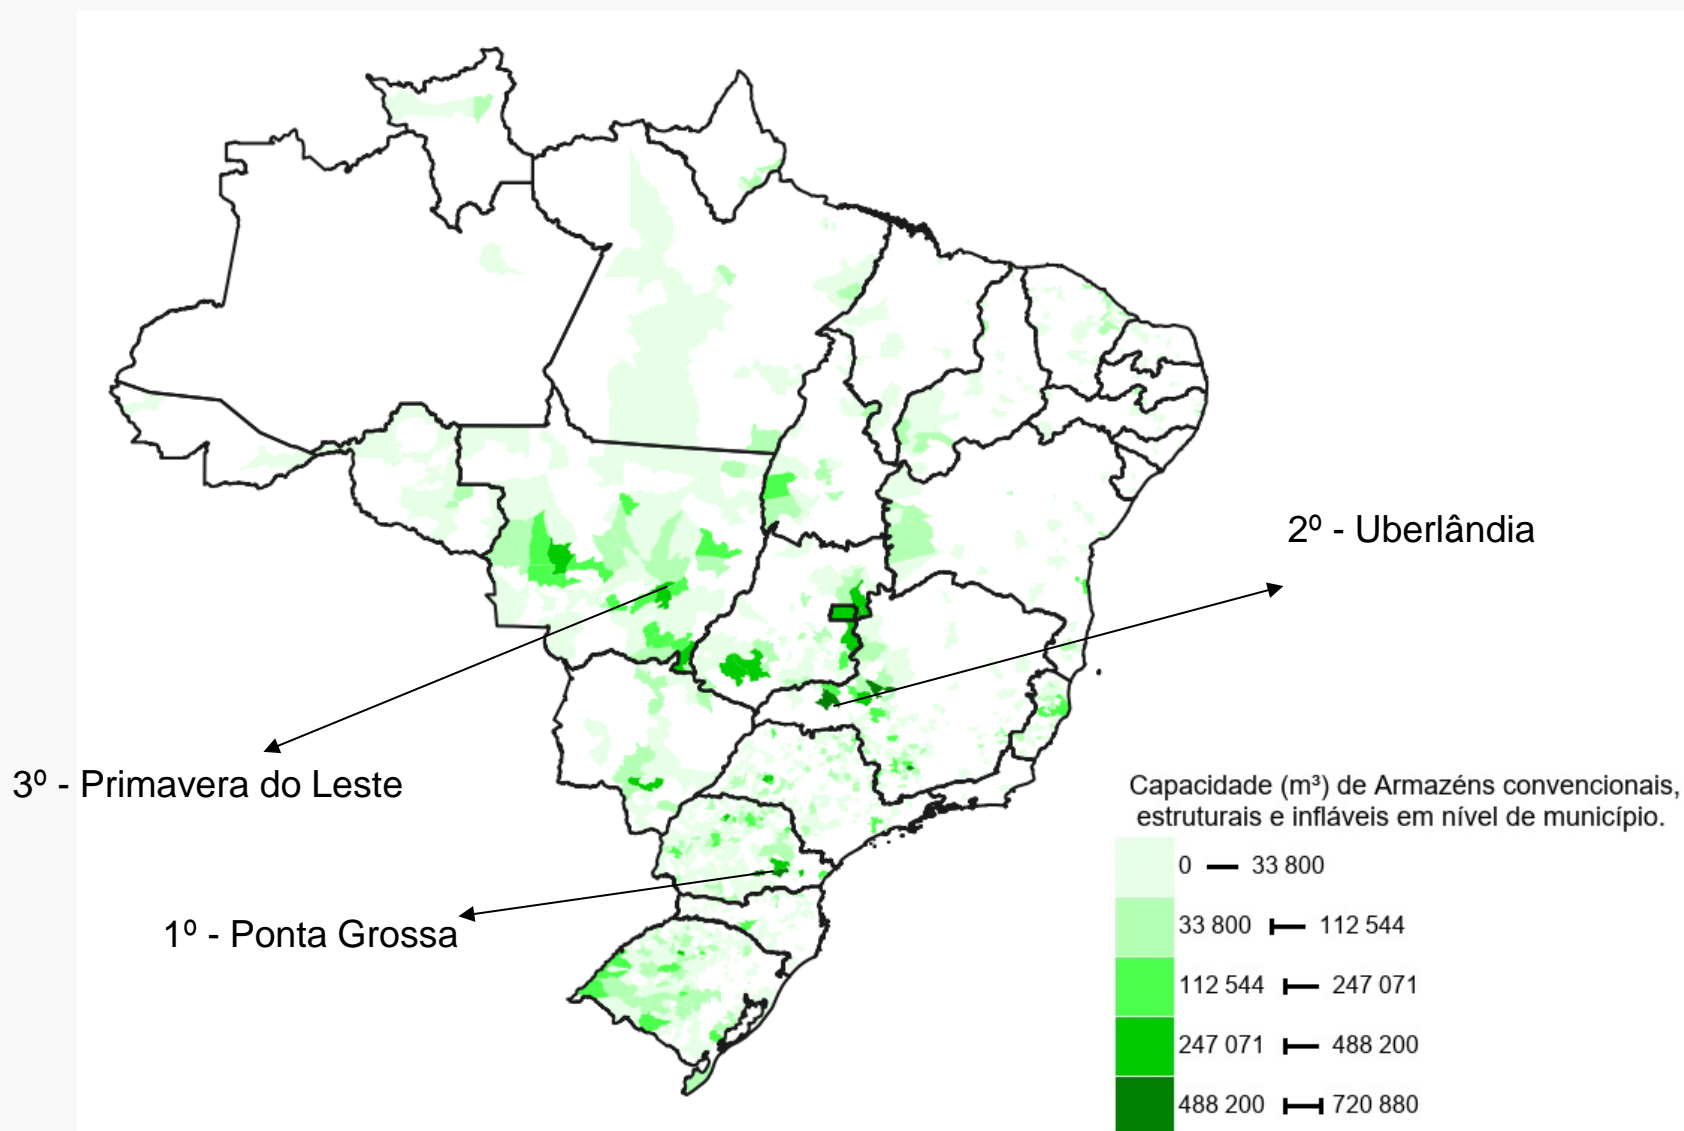 2º - Uberlândia
3º - Primavera do Leste
1º - Ponta Grossa
Capacidade (m³) de Armazéns convencionais,
estruturais e infláveis em nível de município.
0 — 33 800
33 800 ⊢ 112 544
112 544 ⊢ 247 071
247 071 ⊢ 488 200
488 200 ⊢⊣ 720 880